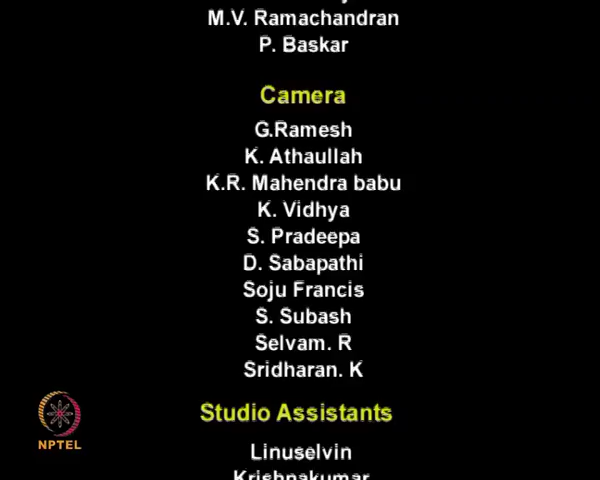 M.V. Ramachandran
P. Baskar
Camera
G.Ramesh
K. Athaullah
K.R. Mahendra babu
K. Vidhya
S. Pradeepa
D. Sabapathi
Soju Francis
S. Subash
Selvam. R
Sridharan. K
Studio Assistants
NPTEL
Linuselvin
Krishnakumar